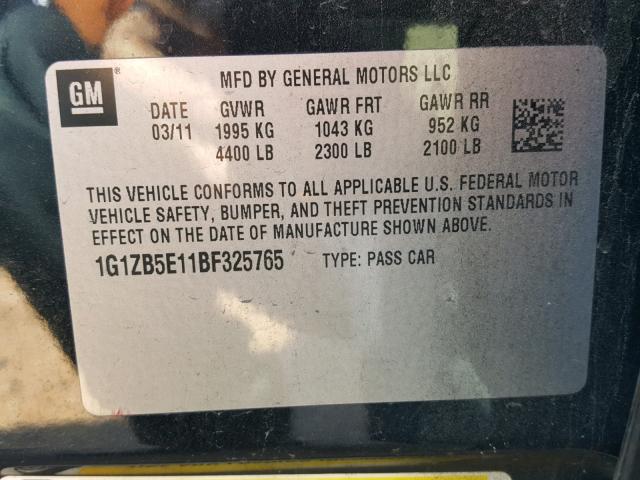 GM
MFD BY GENERAL MOTORS LLC
DATE GVWR GAWR FRT GAWR RR
03/11 1995 KG 1043 KG 952 KG
4400 LB 2300 LB 2100 LB
THIS VEHICLE CONFORMS TO ALL APPLICABLE U.S. FEDERAL MOTOR
VEHICLE SAFETY, BUMPER, AND THEFT PREVENTION STANDARDS IN
EFFECT ON THE DATE OF MANUFACTURE SHOWN ABOVE.
1G1ZB5E11BF325765 TYPE: PASS CAR